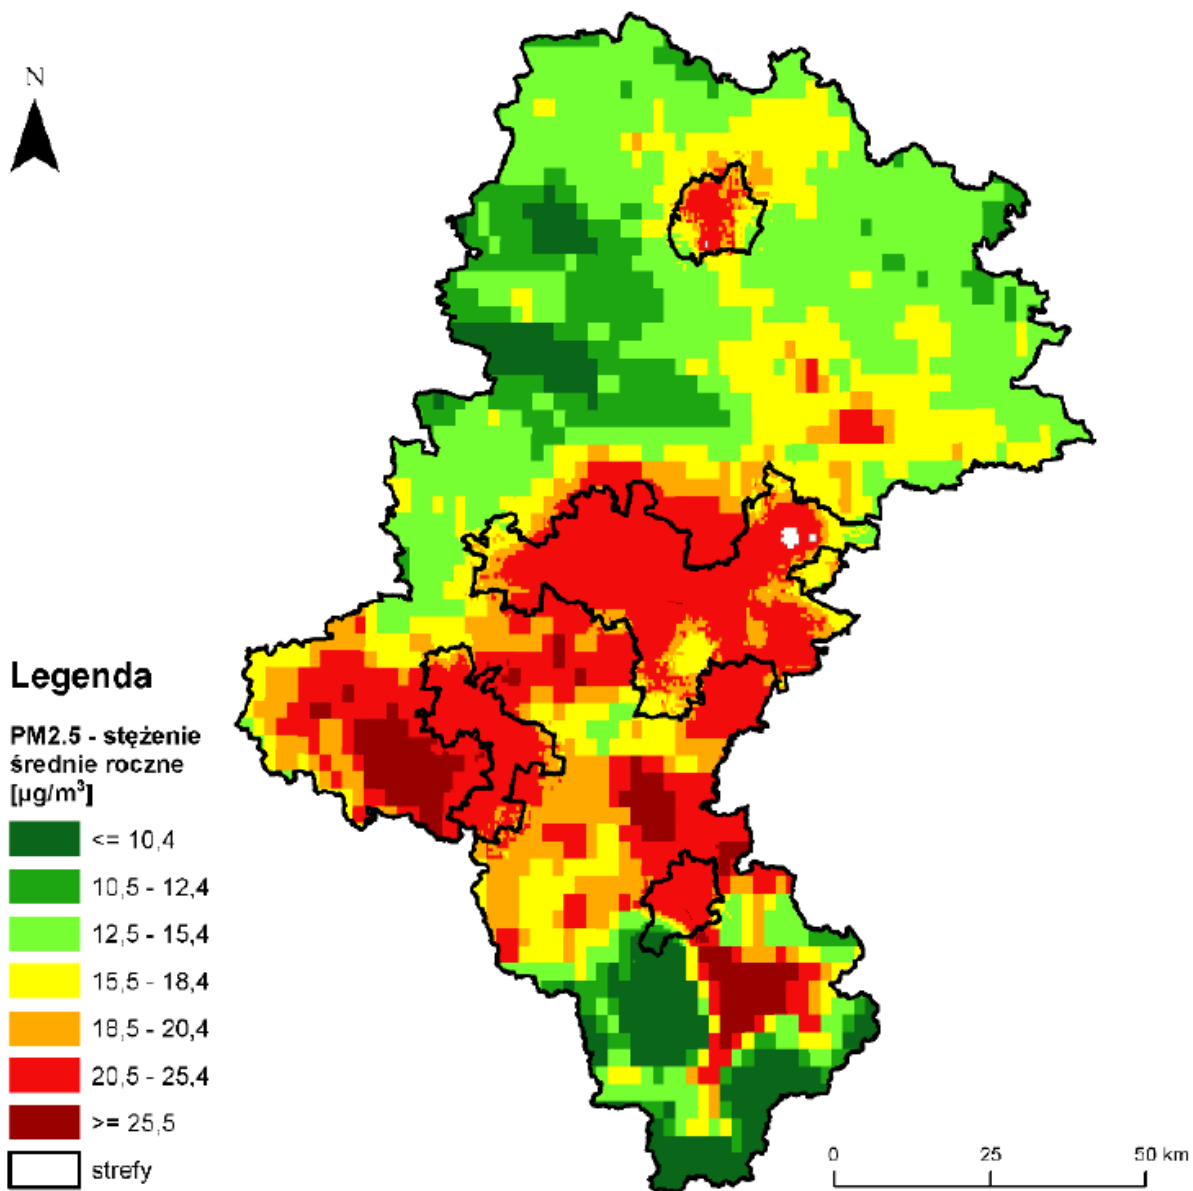 N
Legenda
PM2.5 - stężenie
średnie roczne
[µg/m³]
<= 10,4
10,5 - 12,4
12,5 - 15,4
15,5 - 18,4
18,5 - 20,4
20,5 - 25,4
>= 25,5
strefy
0 25 50 km